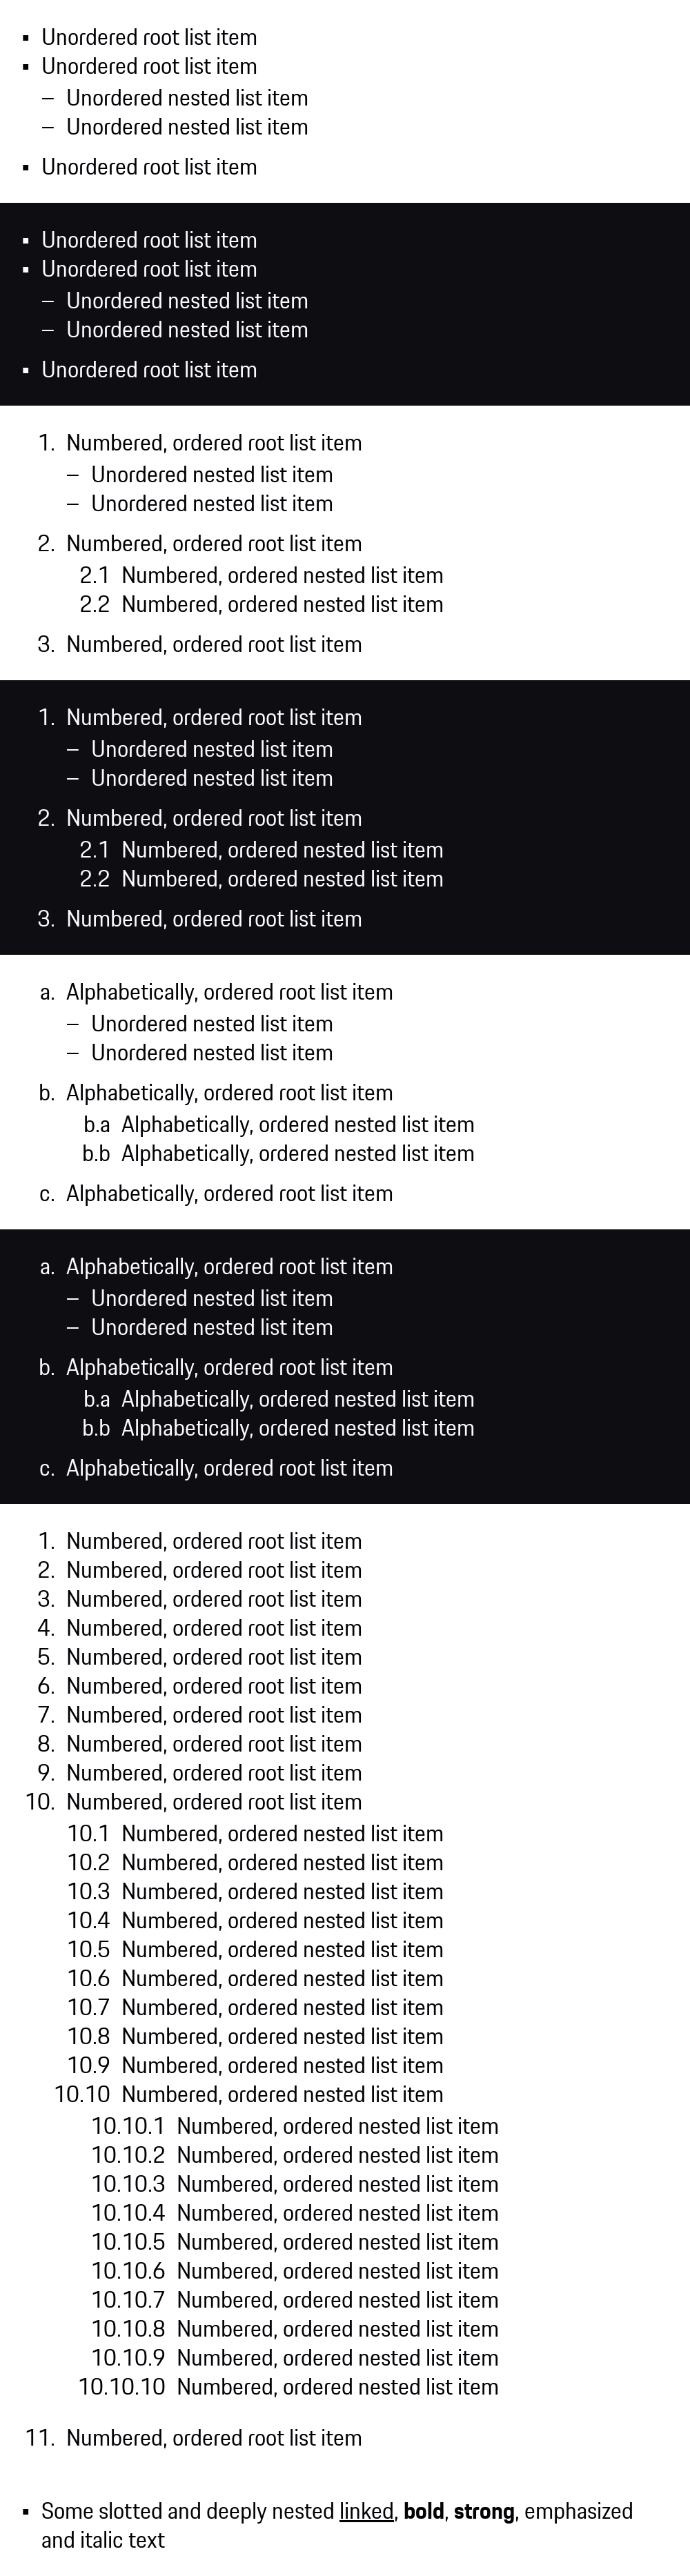 ▪ Unordered root list item
▪ Unordered root list item
– Unordered nested list item
– Unordered nested list item
▪ Unordered root list item
▪ Unordered root list item
▪ Unordered root list item
– Unordered nested list item
– Unordered nested list item
▪ Unordered root list item
1. Numbered, ordered root list item
– Unordered nested list item
– Unordered nested list item
2. Numbered, ordered root list item
2.1 Numbered, ordered nested list item
2.2 Numbered, ordered nested list item
3. Numbered, ordered root list item
1. Numbered, ordered root list item
– Unordered nested list item
– Unordered nested list item
2. Numbered, ordered root list item
2.1 Numbered, ordered nested list item
2.2 Numbered, ordered nested list item
3. Numbered, ordered root list item
a. Alphabetically, ordered root list item
– Unordered nested list item
– Unordered nested list item
b. Alphabetically, ordered root list item
b.a Alphabetically, ordered nested list item
b.b Alphabetically, ordered nested list item
c. Alphabetically, ordered root list item
a. Alphabetically, ordered root list item
– Unordered nested list item
– Unordered nested list item
b. Alphabetically, ordered root list item
b.a Alphabetically, ordered nested list item
b.b Alphabetically, ordered nested list item
c. Alphabetically, ordered root list item
1. Numbered, ordered root list item
2. Numbered, ordered root list item
3. Numbered, ordered root list item
4. Numbered, ordered root list item
5. Numbered, ordered root list item
6. Numbered, ordered root list item
7. Numbered, ordered root list item
8. Numbered, ordered root list item
9. Numbered, ordered root list item
10. Numbered, ordered root list item
10.1 Numbered, ordered nested list item
10.2 Numbered, ordered nested list item
10.3 Numbered, ordered nested list item
10.4 Numbered, ordered nested list item
10.5 Numbered, ordered nested list item
10.6 Numbered, ordered nested list item
10.7 Numbered, ordered nested list item
10.8 Numbered, ordered nested list item
10.9 Numbered, ordered nested list item
10.10 Numbered, ordered nested list item
10.10.1 Numbered, ordered nested list item
10.10.2 Numbered, ordered nested list item
10.10.3 Numbered, ordered nested list item
10.10.4 Numbered, ordered nested list item
10.10.5 Numbered, ordered nested list item
10.10.6 Numbered, ordered nested list item
10.10.7 Numbered, ordered nested list item
10.10.8 Numbered, ordered nested list item
10.10.9 Numbered, ordered nested list item
10.10.10 Numbered, ordered nested list item
11. Numbered, ordered root list item
▪ Some slotted and deeply nested linked, bold, strong, emphasized
and italic text